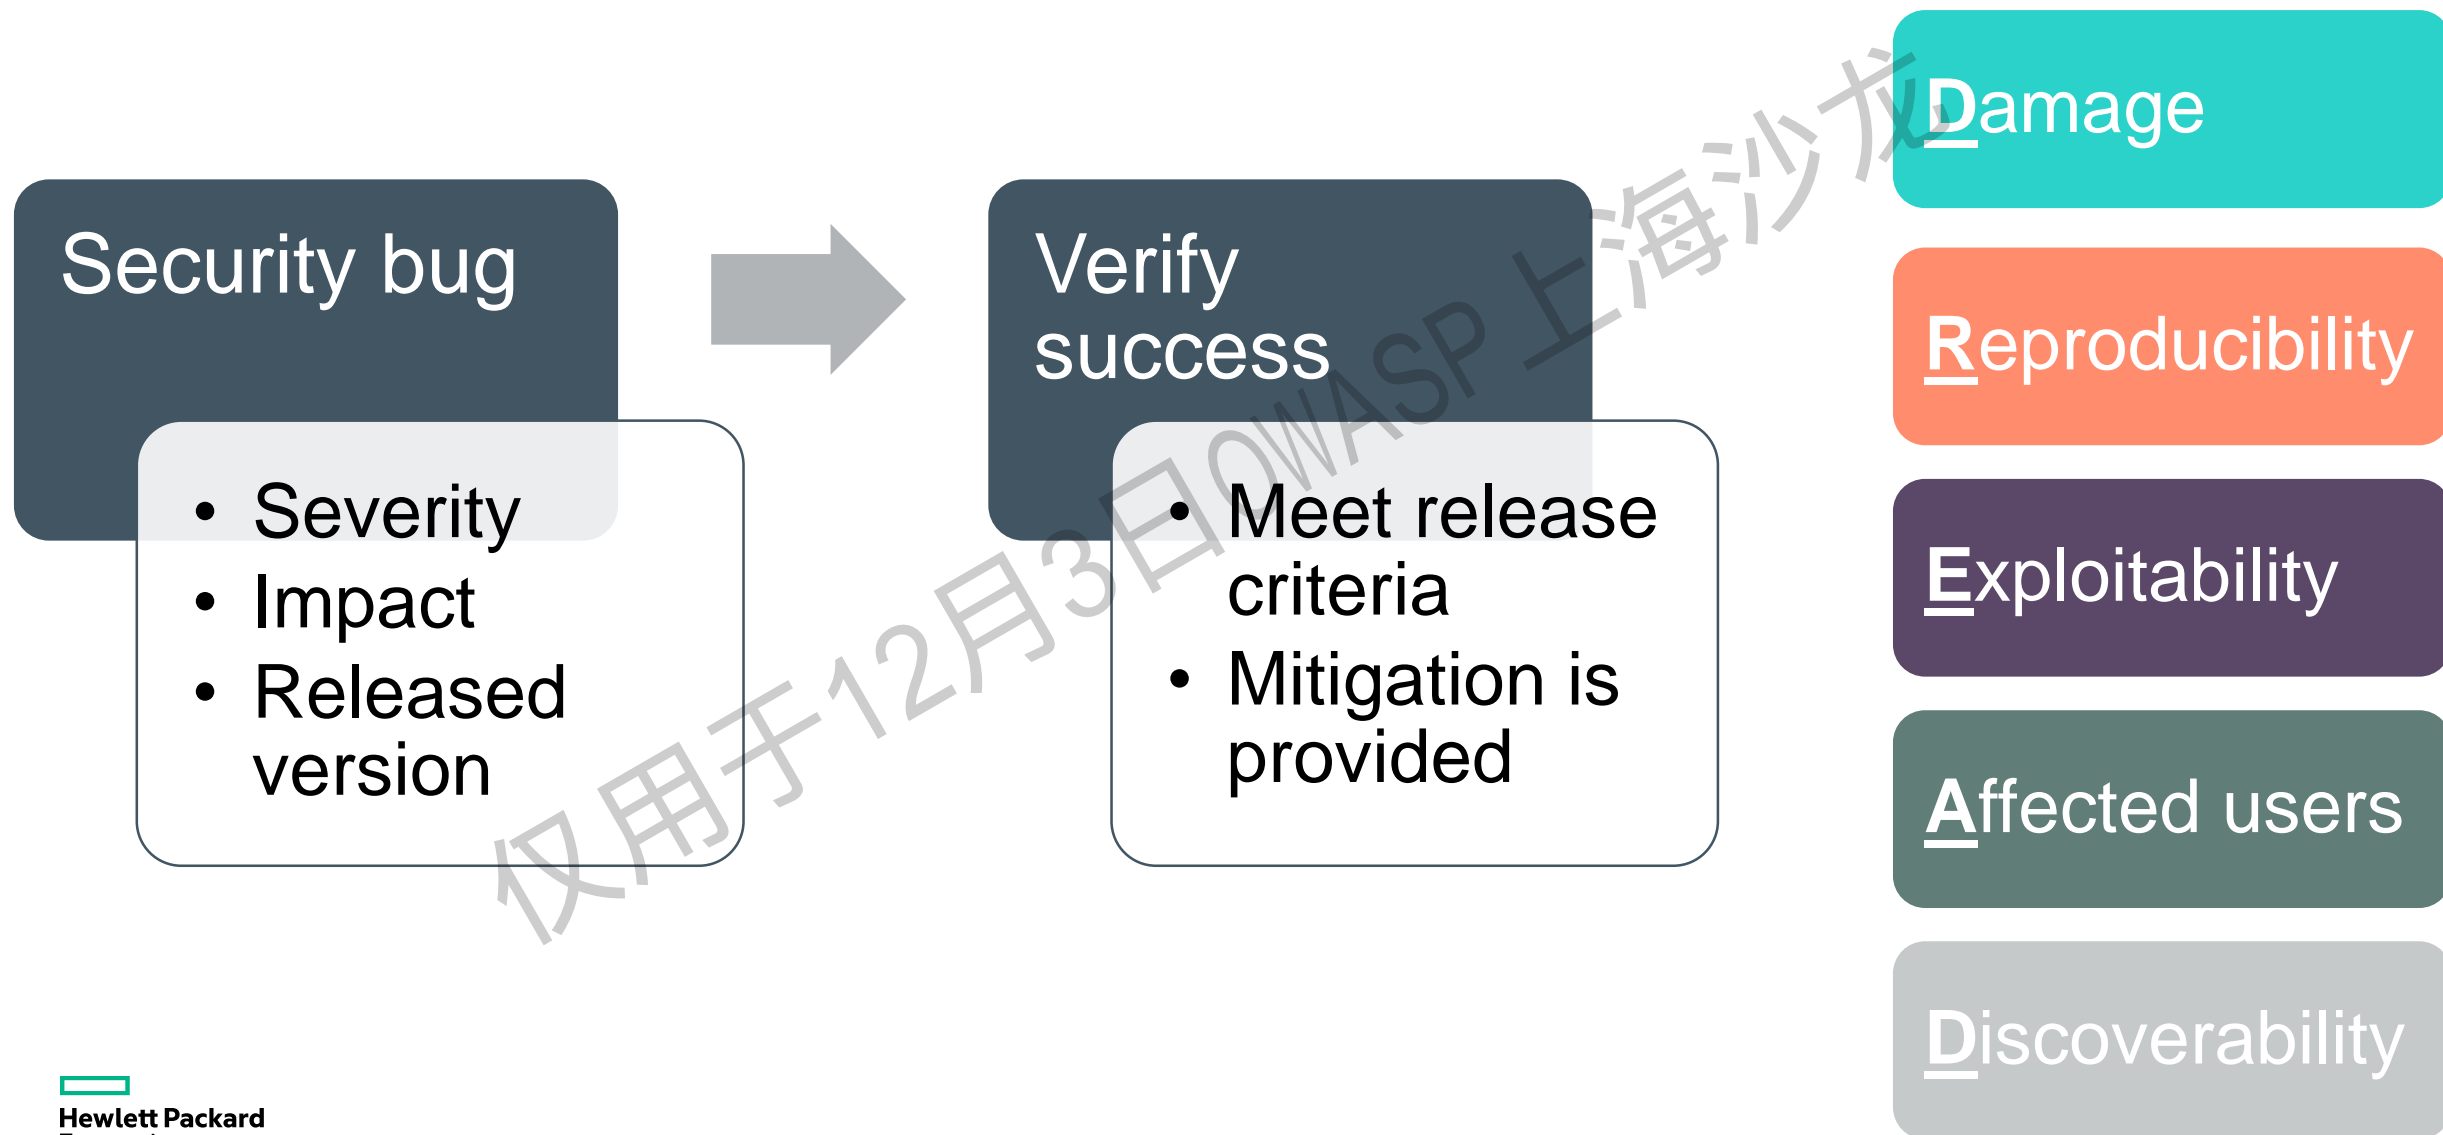 Security bug
• Severity
• Impact
• Released
version
Verify
success
• Meet release
criteria
• Mitigation is
provided
Damage
Reproducibility
Exploitability
Affected users
Discoverability
仅用于12月3日OWASP上海沙龙
Hewlett Packard